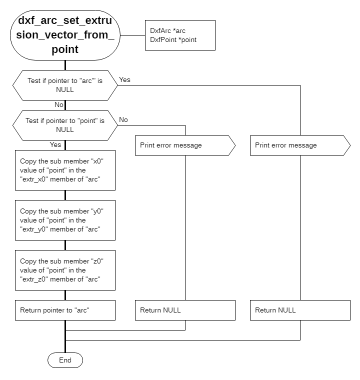 dxf_arc_set_extru
sion_vector_from_
point
DxfArc *arc
DxfPoint *point
Test if pointer to "arc" is
NULL
Yes
No
Test if pointer to "point" is
NULL
No
Yes
Print error message
Print error message
Copy the sub member "x0"
value of "point" in the
"extr_x0" member of "arc"
Copy the sub member "y0"
value of "point" in the
"extr_y0" member of "arc"
Copy the sub member "z0"
value of "point" in the
"extr_z0" member of "arc"
Return pointer to "arc"
Return NULL
Return NULL
End